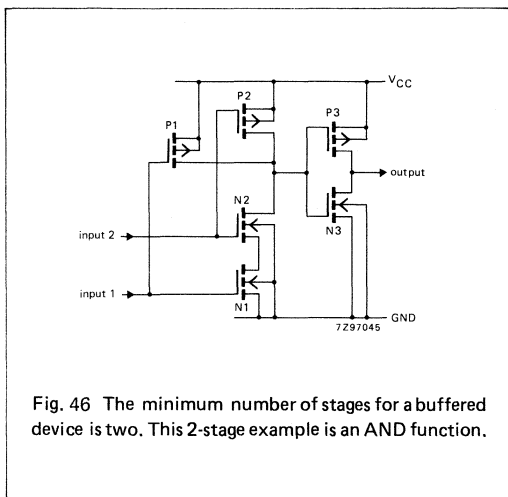 VCC
P2
P1
P3
output
N2
input 2
N3
input 1
N1
GND
7Z97045
Fig. 46 The minimum number of stages for a buffered
device is two. This 2-stage example is an AND function.